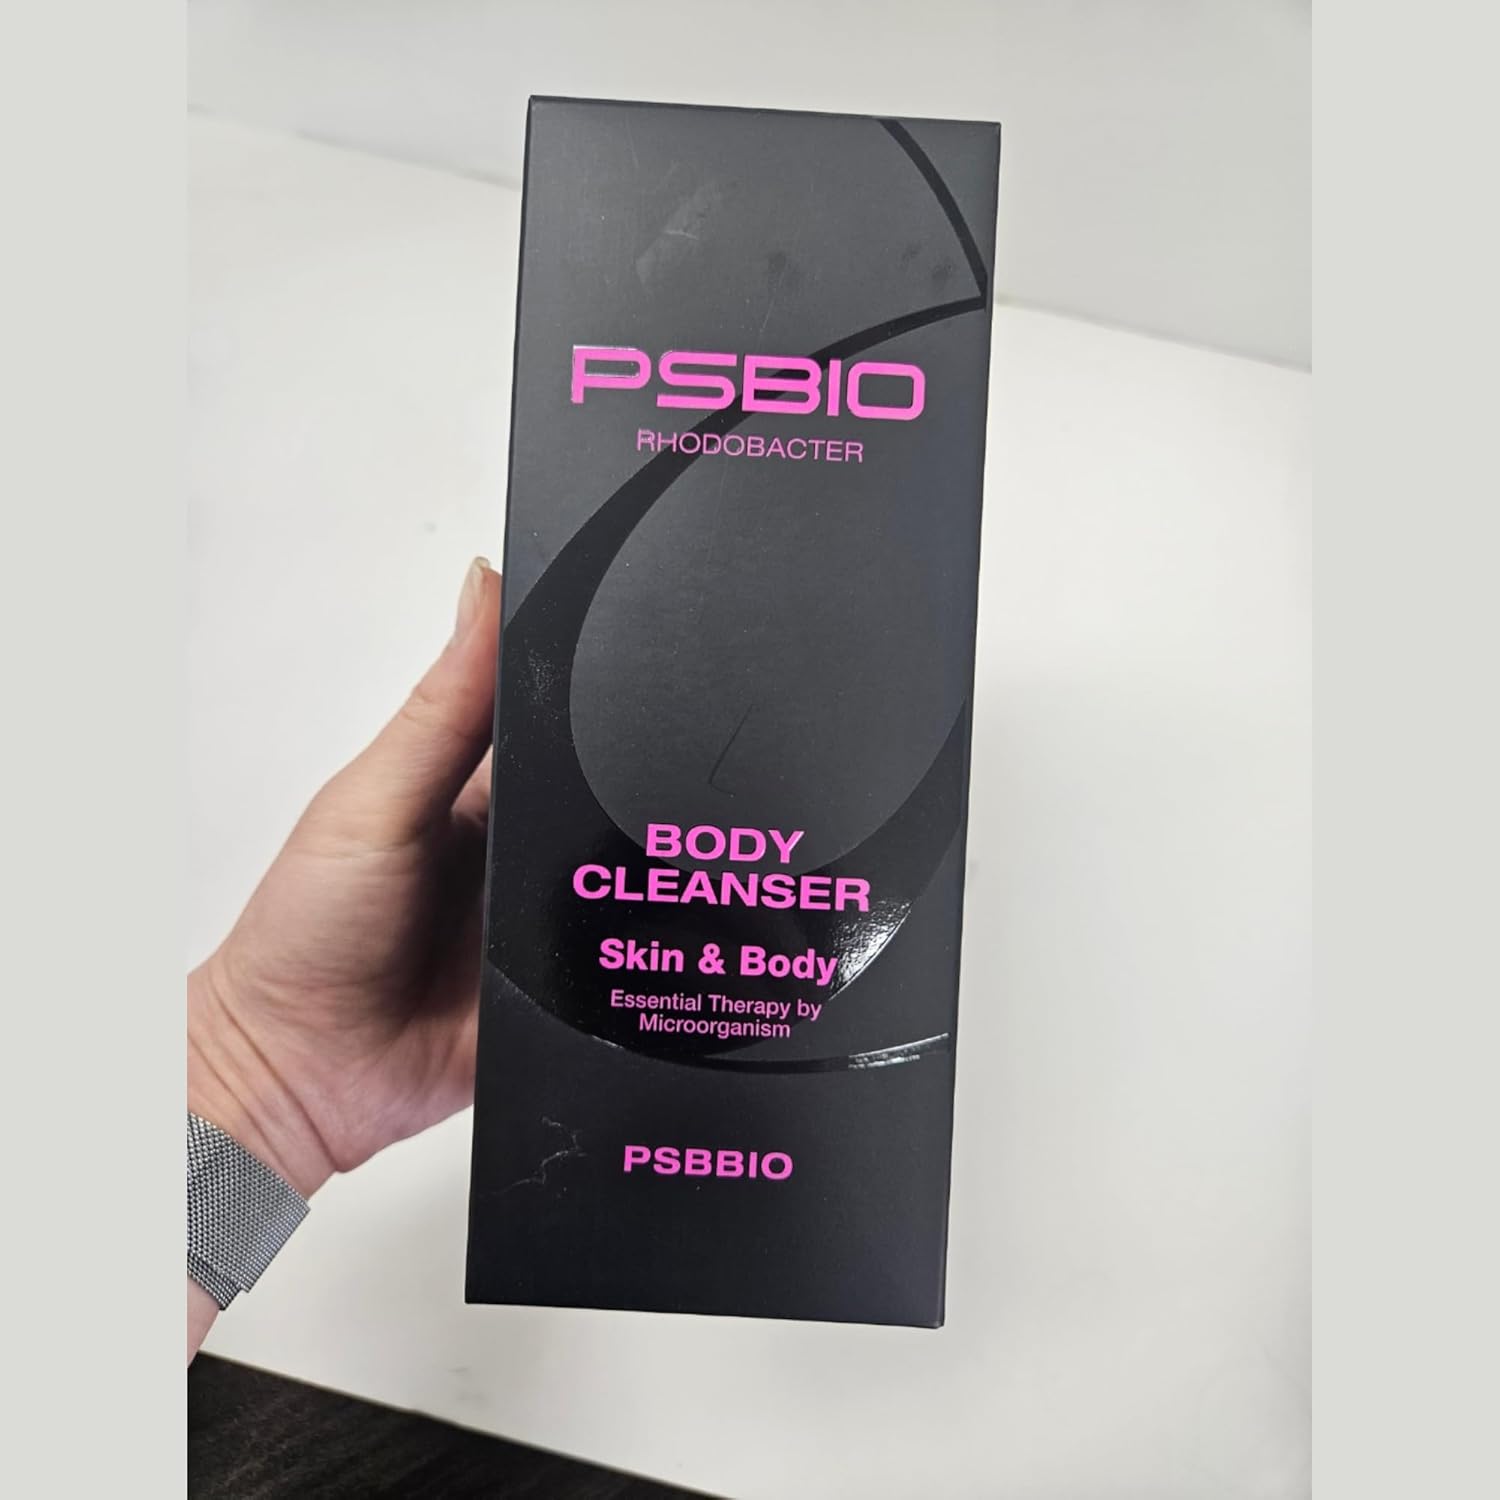 PSBIO
RHODOBACTER
BODY
CLEANSER
Skin & Body
Essential Therapy by
Microorganism
PSBBIO